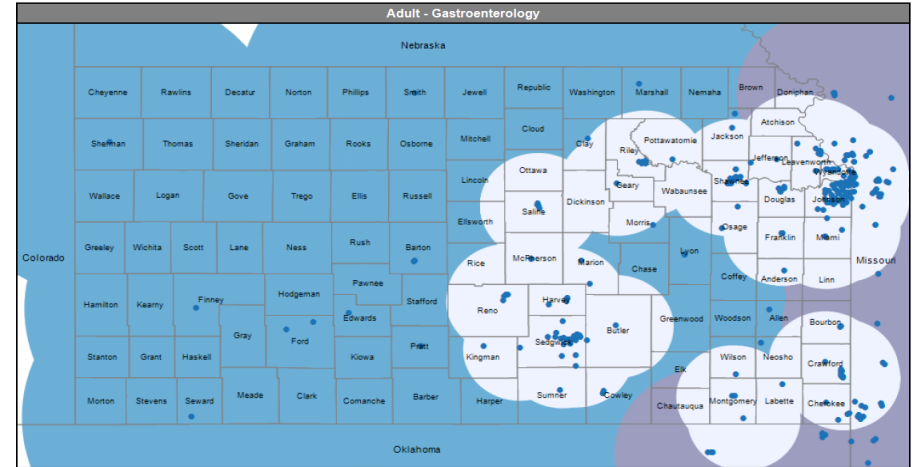 Adult - Gastroenterology
Nebraska
Cheyenne Rawlins Decatur Norton Phillips Smith Jewell Republic Washington Marshall Nemaha Brown Doniphan
Sherman Thomas Sheridan Graham Rooks Osborne Mitchell Cloud Clay Riley Pottawatomie Jackson Atchison
Jefferson Leavenworth
Wallace Logan Gove Trego Ellis Russell Lincoln Ottawa Geary Wabaunsee Shawnee Wyandotte
Ellsworth Saline Dickinson Morris Osage Douglas Johnson
Greeley Wichita Scott Lane Ness Rush Barton Rice McPherson Marion Chase Lyon Franklin Miami
Colorado Missouri
Hamilton Kearny Finney Hodgeman Pawnee Stafford Reno Harvey Coffey Anderson Linn
Gray Ford Edwards Sedgwick Butler Greenwood Woodson Allen Bourbon
Stanton Grant Haskell Kiowa Pratt Kingman Elk Wilson Neosho Crawford
Morton Stevens Seward Meade Clark Comanche Barber Harper Sumner Cowley Chautauqua Montgomery Labette Cherokee
Oklahoma